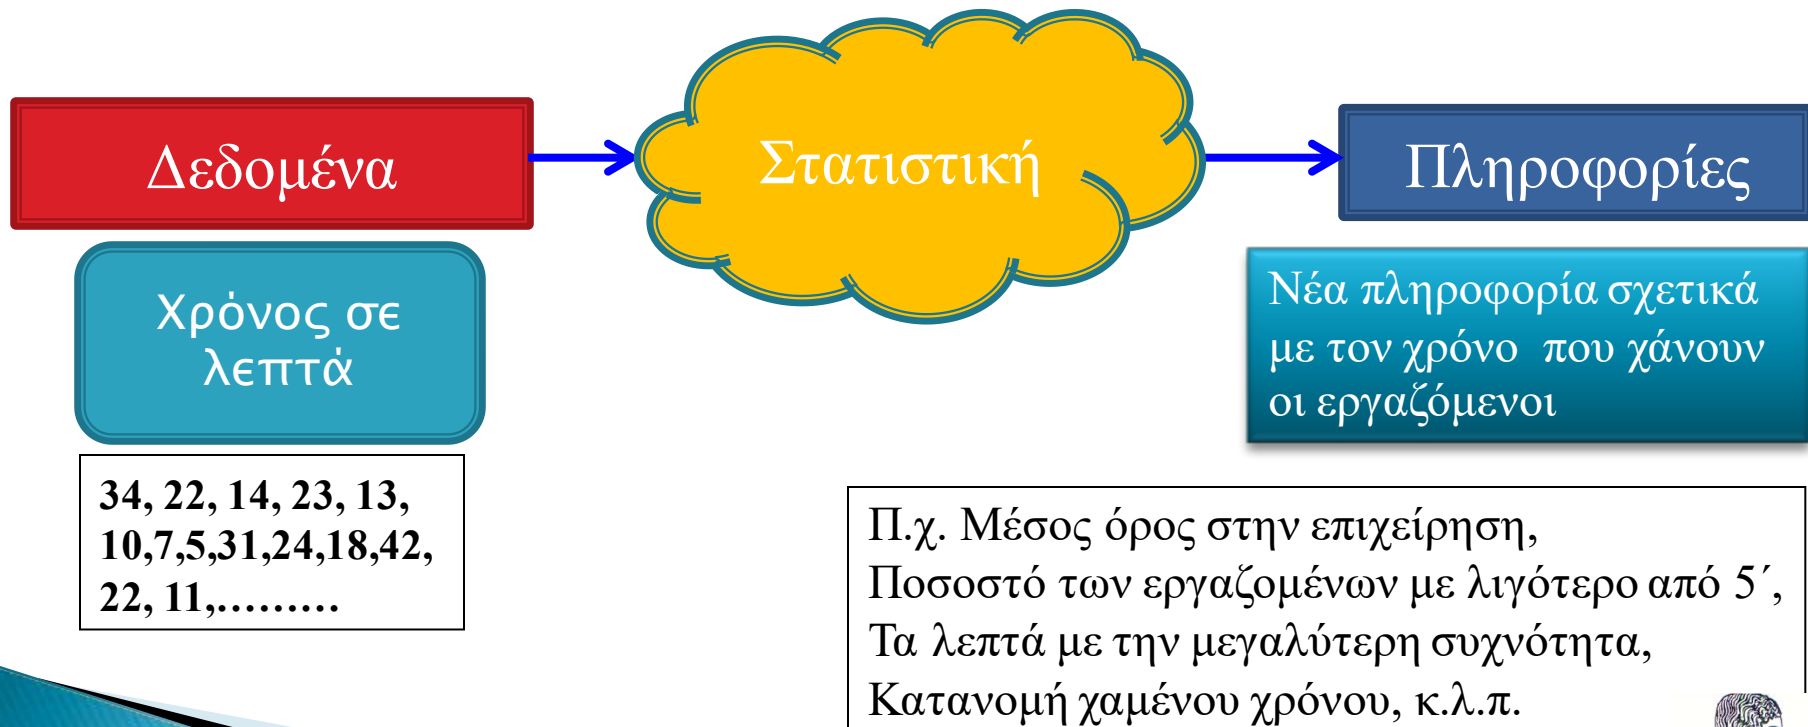 Δεδομένα
Στατιστική
Πληροφορίες
Χρόνος σε
λεπτά
34, 22, 14, 23, 13,
10,7,5,31,24,18,42,
22, 11,.........
Νέα πληροφορία σχετικά
με τον χρόνο που χάνουν
οι εργαζόμενοι
Π.χ. Μέσος όρος στην επιχείρηση,
Ποσοστό των εργαζομένων με λιγότερο από 5΄,
Τα λεπτά με την μεγαλύτερη συχνότητα,
Κατανομή χαμένου χρόνου, κ.λ.π.